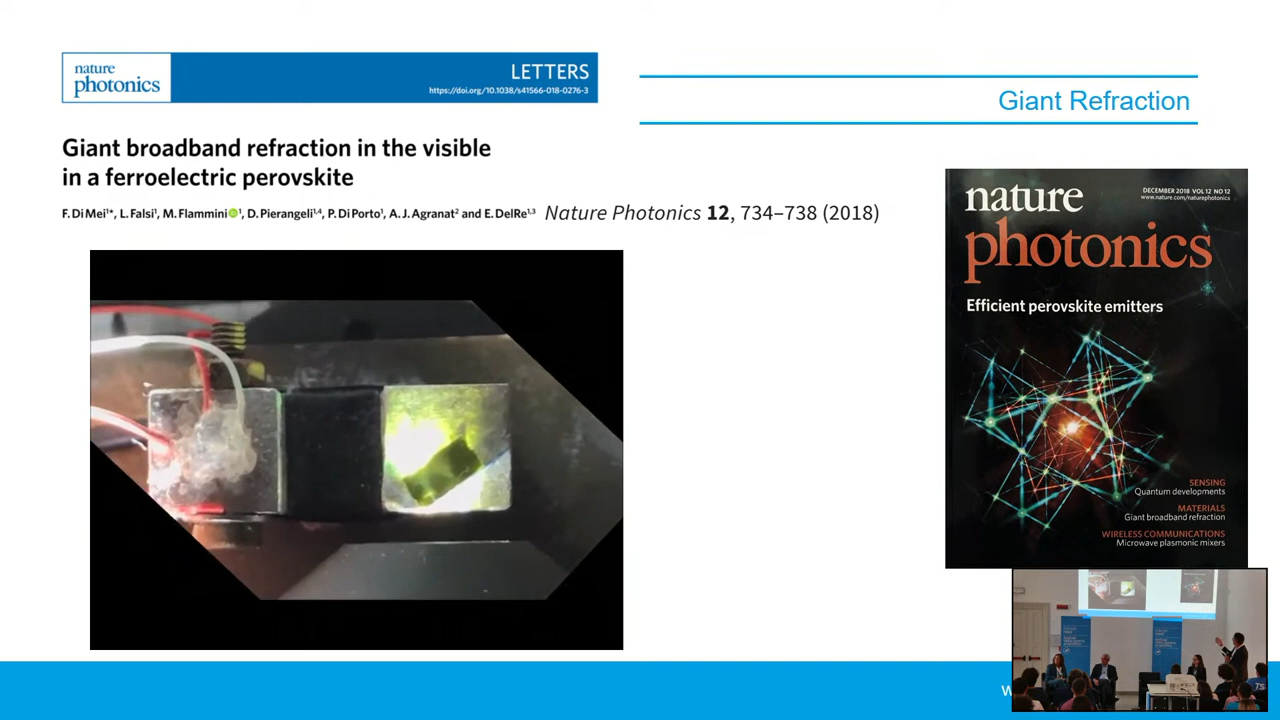 nature
photonics
LETTERS
https://doi.org/10.1038/s41566-018-0276-3
Giant Refraction
Giant broadband refraction in the visible
in a ferroelectric perovskite
F. Di Mei1*, L. Falsi1, M. Flammini1, D. Pierangeli1,4, P. Di Porto1, A. J. Agranat2 and E. DelRe1,3
Nature Photonics 12, 734–738 (2018)
nature
DECEMBER 2018 VOL 12 NO 12
www.nature.com/naturephotonics
photonics
Efficient perovskite emitters
SENSING
Quantum developments
MATERIALS
Giant broadband refraction
WIRELESS COMMUNICATIONS
Microwave plasmonic mixers